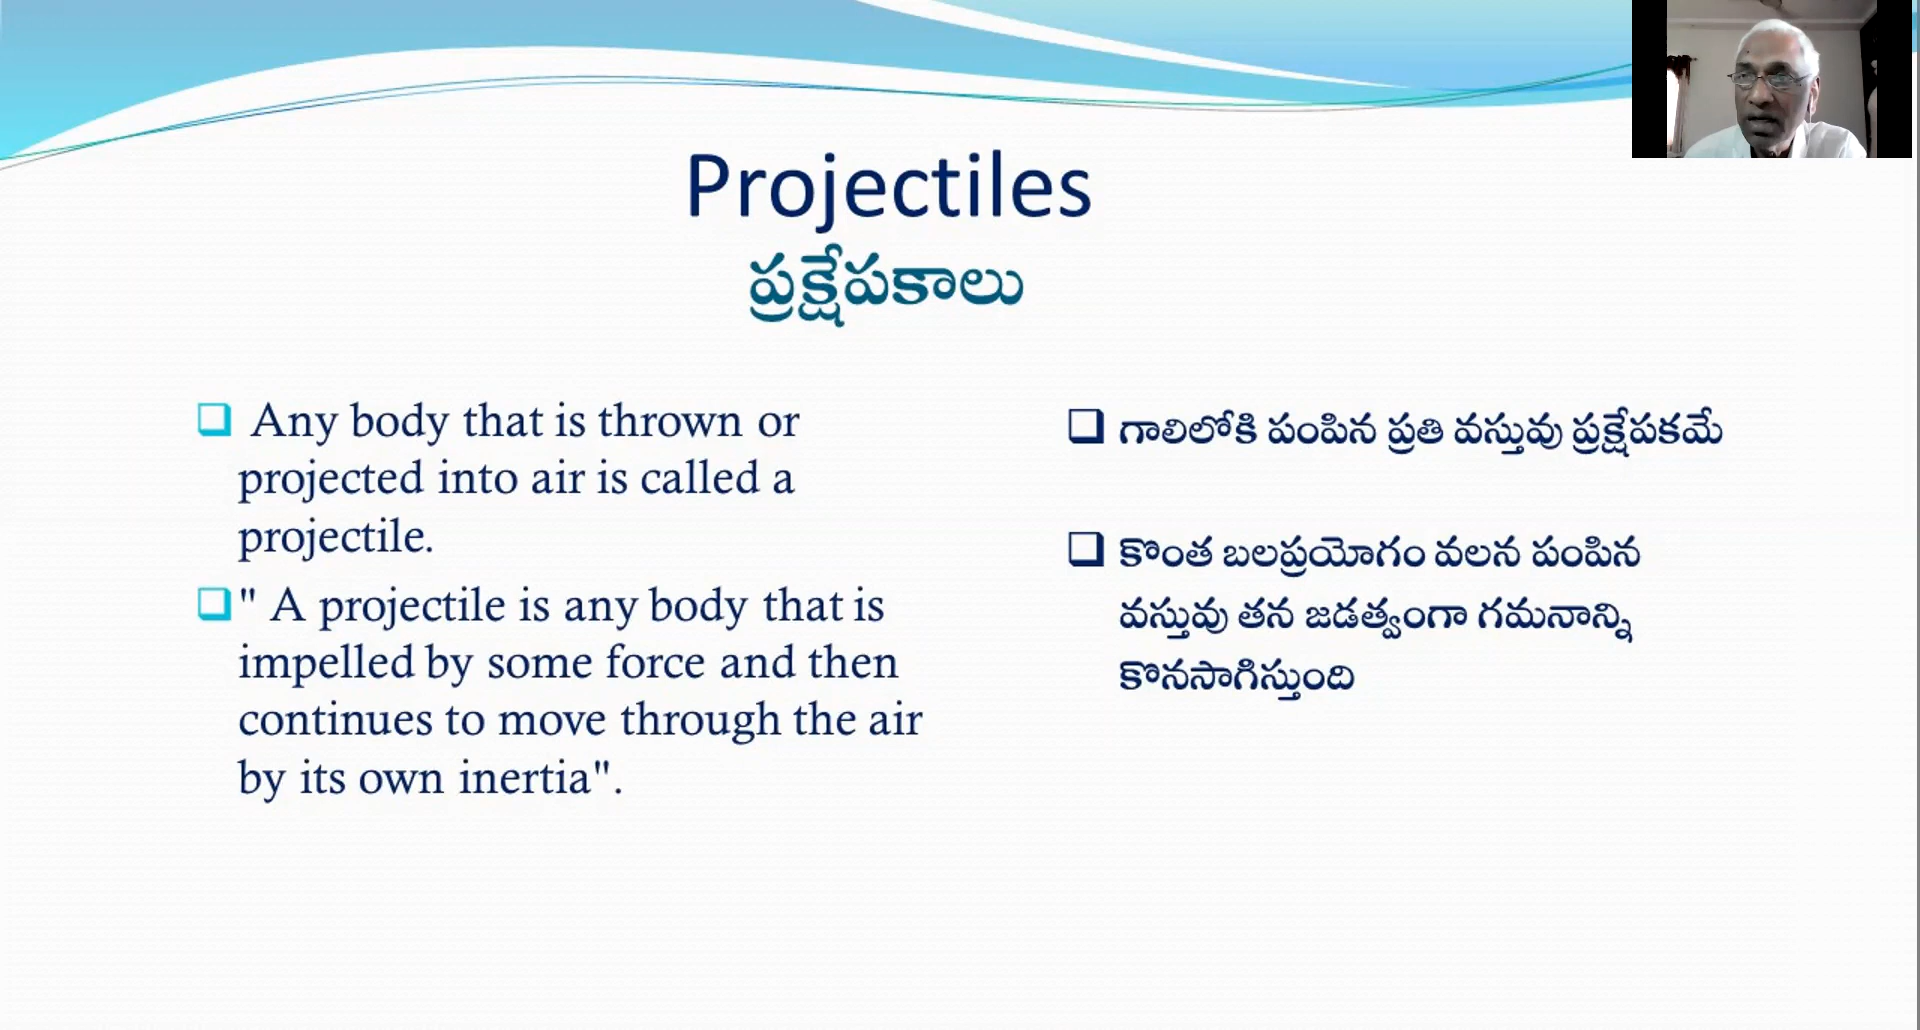 Projectiles
ప్రక్షేపకాలు
Any body that is thrown or
projected into air is called a
projectile.
" A projectile is any body that is
impelled by some force and then
continues to move through the air
by its own inertia".
గాలిలోకి పంపిన ప్రతి వస్తువు ప్రక్షేపకమే
కొంత బలప్రయోగం వలన పంపిన
వస్తువు తన జడత్వంగా గమనాన్ని
కొనసాగిస్తుంది